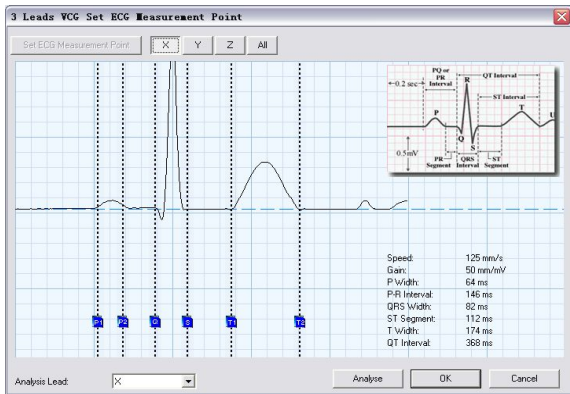 3 Leads VCG Set ECG Measurement Point
Set ECG Measurement Point X Y Z All
PQ or
PR
Interval
QT Interval
0.2 sec
R
ST Interval
P
T
U
Q
S
0.5mV
PR
Segment
QRS
Interval
ST
Segment
Speed: 125 mm/s
Gain: 50 mm/mV
P Width: 64 ms
P-R Interval: 146 ms
QRS Width: 82 ms
ST Segment: 112 ms
T Width: 174 ms
QT Interval: 368 ms
P1 P2 Q S T1 T2
Analysis Lead: X Analyse OK Cancel